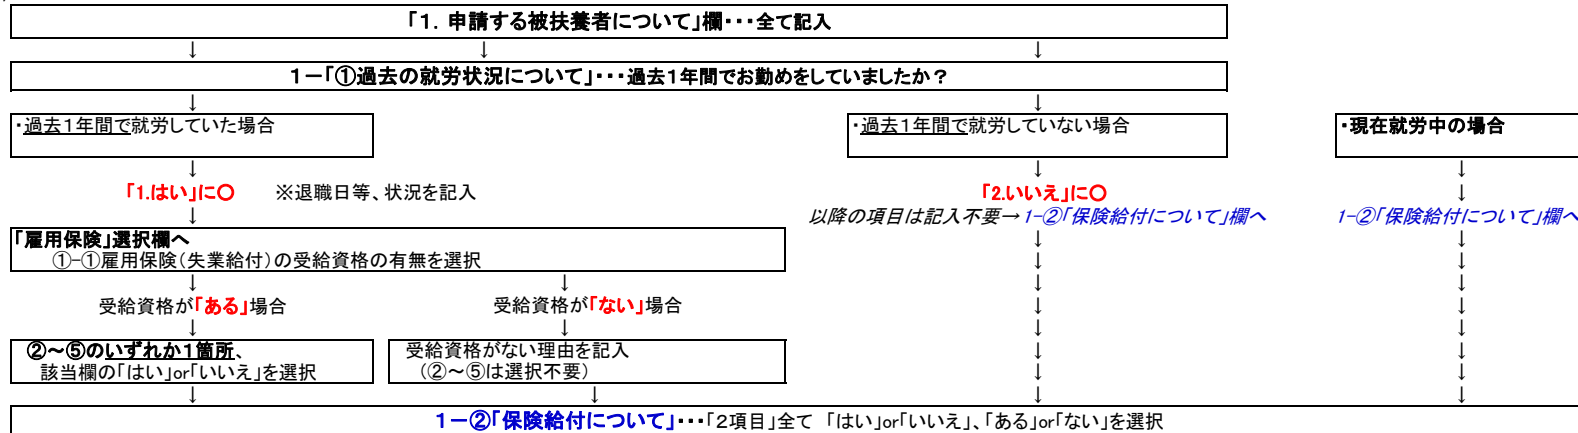 「1．申請する被扶養者について」欄･･･全て記入
↓ ↓ ↓
1－「①過去の就労状況について」･･･過去1年間でお勤めをしていましたか？
↓ ↓
・過去1年間で就労していた場合
・過去1年間で就労していない場合
・現在就労中の場合
↓ ↓ ↓
「1.はい」に〇　※退職日等、状況を記入
「2.いいえ」に〇
↓
↓
以降の項目は記入不要→1-②「保険給付について」欄へ
1-②「保険給付について」欄へ
「雇用保険」選択欄へ
①-①雇用保険（失業給付）の受給資格の有無を選択
↓ ↓
↓ ↓
↓ ↓ ↓ ↓
受給資格が「ある」場合
受給資格が「ない」場合
↓ ↓
↓ ↓ ↓ ↓
②～⑤のいずれか1箇所、
該当欄の「はい」or「いいえ」を選択
受給資格がない理由を記入
（②～⑤は選択不要）
↓ ↓
↓ ↓
↓ ↓ ↓ ↓
1－②「保険給付について」･･･「2項目」全て　「はい」or「いいえ」、「ある」or「ない」を選択